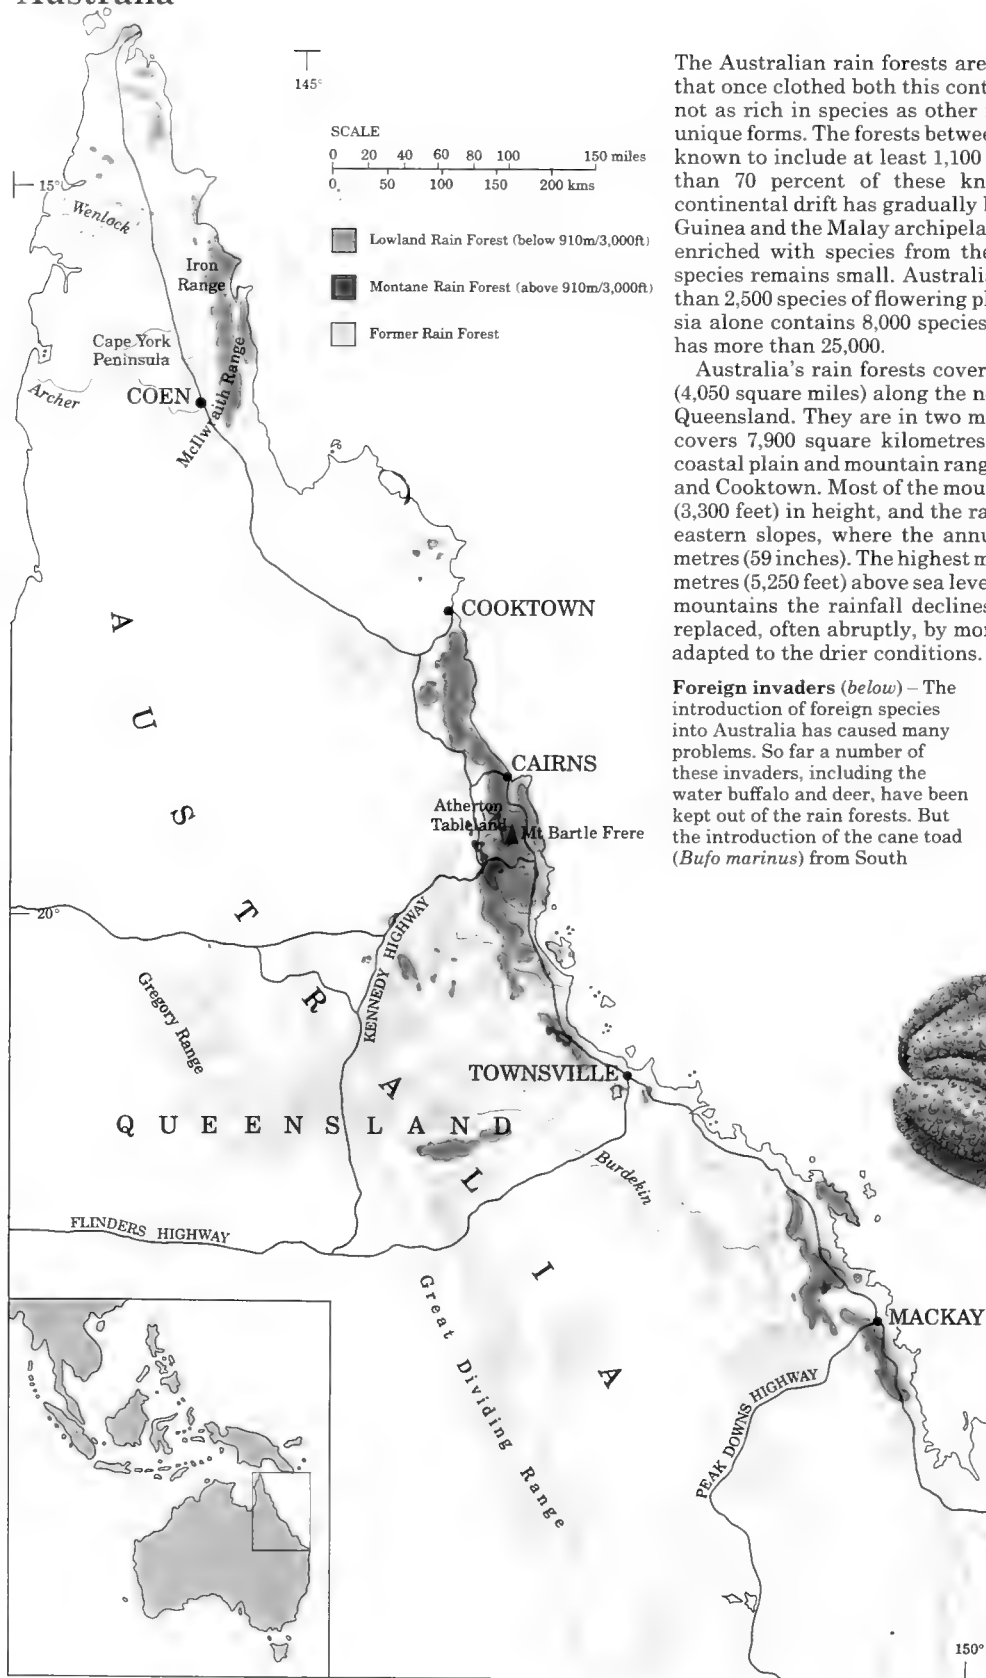 Australia
145°
SCALE
0 20 40 60 80 100 150 miles
0 50 100 150 200 kms
Lowland Rain Forest (below 910m/3,000ft)
Montane Rain Forest (above 910m/3,000ft)
Former Rain Forest
15°
Wenlock
Iron
Range
Cape York
Peninsula
Archer
COEN
McIlwraith Range
COOKTOWN
CAIRNS
Atherton
Tableland
Mt Bartle Frere
20°
KENNEDY HIGHWAY
Gregory Range
TOWNSVILLE
QUEENSLAND
Burdekin
FLINDERS HIGHWAY
Great Dividing Range
AUSTRALIA
MACKAY
PEAK DOWNS HIGHWAY
150°
The Australian rain forests are
that once clothed both this cont
not as rich in species as other
unique forms. The forests betwee
known to include at least 1,100
than 70 percent of these kn
continental drift has gradually
Guinea and the Malay archipela
enriched with species from the
species remains small. Australi
than 2,500 species of flowering pl
sia alone contains 8,000 species
has more than 25,000.
Australia's rain forests cover
(4,050 square miles) along the n
Queensland. They are in two m
covers 7,900 square kilometres
coastal plain and mountain rang
and Cooktown. Most of the mou
(3,300 feet) in height, and the ra
eastern slopes, where the annu
metres (59 inches). The highest m
metres (5,250 feet) above sea leve
mountains the rainfall declines
replaced, often abruptly, by mor
adapted to the drier conditions.
Foreign invaders (below) – The
introduction of foreign species
into Australia has caused many
problems. So far a number of
these invaders, including the
water buffalo and deer, have been
kept out of the rain forests. But
the introduction of the cane toad
(Bufo marinus) from South